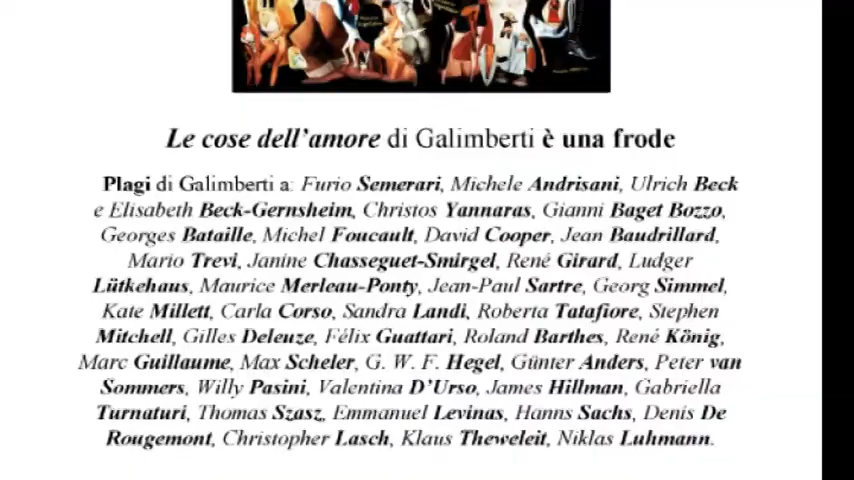 Le cose dell'amore di Galimberti è una frode
Plagi di Galimberti a: Furio Semerari, Michele Andrisani, Ulrich Beck
e Elisabeth Beck-Gernsheim, Christos Yannaras, Gianni Baget Bozzo,
Georges Bataille, Michel Foucault, David Cooper, Jean Baudrillard,
Mario Trevi, Janine Chasseguet-Smirgel, René Girard, Ludger
Lütkehaus, Maurice Merleau-Ponty, Jean-Paul Sartre, Georg Simmel,
Kate Millett, Carla Corso, Sandra Landi, Roberta Tatafiore, Stephen
Mitchell, Gilles Deleuze, Félix Guattari, Roland Barthes, René König,
Marc Guillaume, Max Scheler, G. W. F. Hegel, Günter Anders, Peter van
Sommers, Willy Pasini, Valentina D'Urso, James Hillman, Gabriella
Turnaturi, Thomas Szasz, Emmanuel Levinas, Hanns Sachs, Denis De
Rougemont, Christopher Lasch, Klaus Theweleit, Niklas Luhmann.